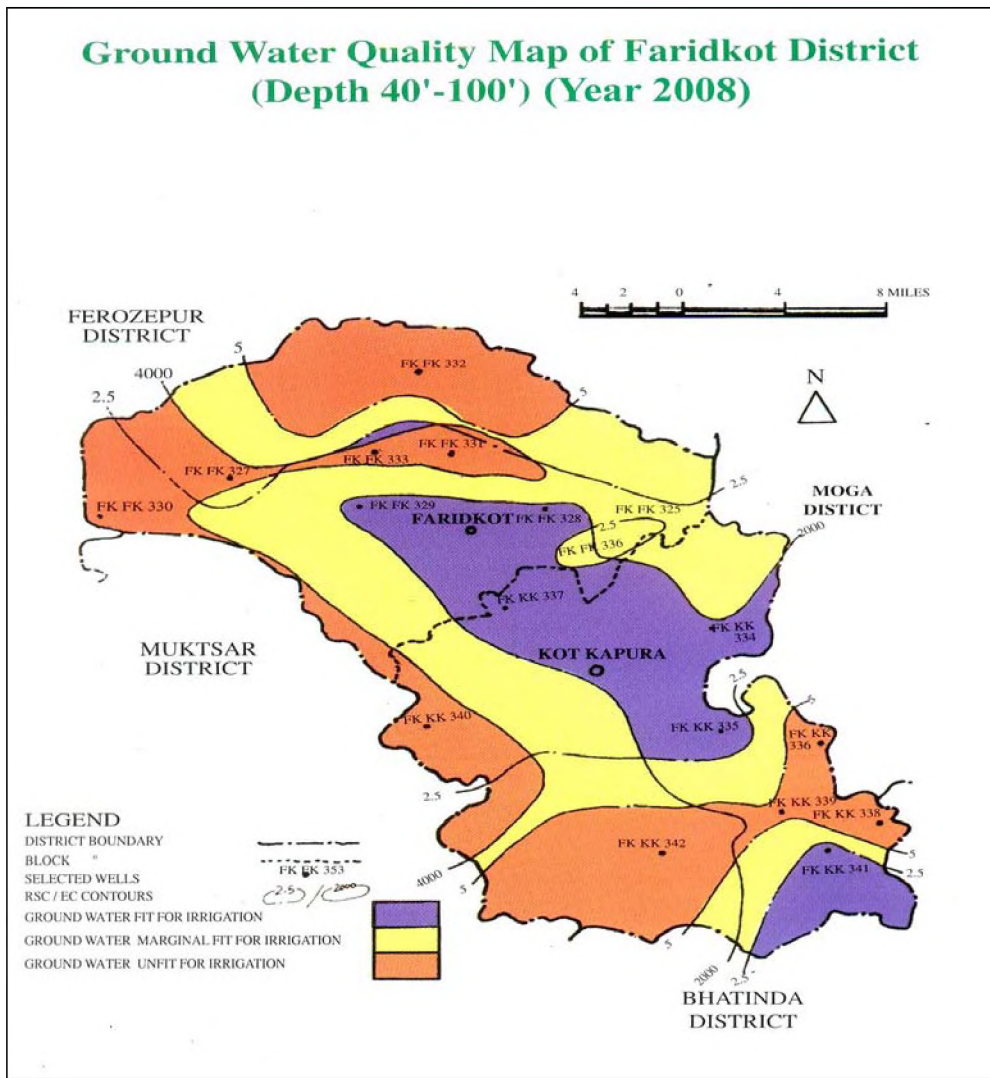 Ground Water Quality Map of Faridkot District
(Depth 40'-100') (Year 2008)
4 2 0 4 8 MILES
FEROZEPUR
DISTRICT
N
5
4000
2.5
FK FK 332
5
FK FK 331
FK FK 333
FK FK 327
2.5
FK FK 330
FK FK 329
FK FK 325
MOGA
DISTICT
FARIDKOT
FK FK 328
2.5
2000
FK FK 336
FK KK 337
FK KK
334
MUKTSAR
DISTRICT
KOT KAPURA
2.5
5
FK KK 340
FK KK 335
FK KK
336
2.5
FK KK 339
FK KK 338
FK KK 342
5
FK KK 341
2.5
4000
5
5
2000
2.5
BHATINDA
DISTRICT
LEGEND
DISTRICT BOUNDARY
BLOCK "
SELECTED WELLS FK FK 353
RSC / EC CONTOURS 2.5 / 2000
GROUND WATER FIT FOR IRRIGATION
GROUND WATER MARGINAL FIT FOR IRRIGATION
GROUND WATER UNFIT FOR IRRIGATION